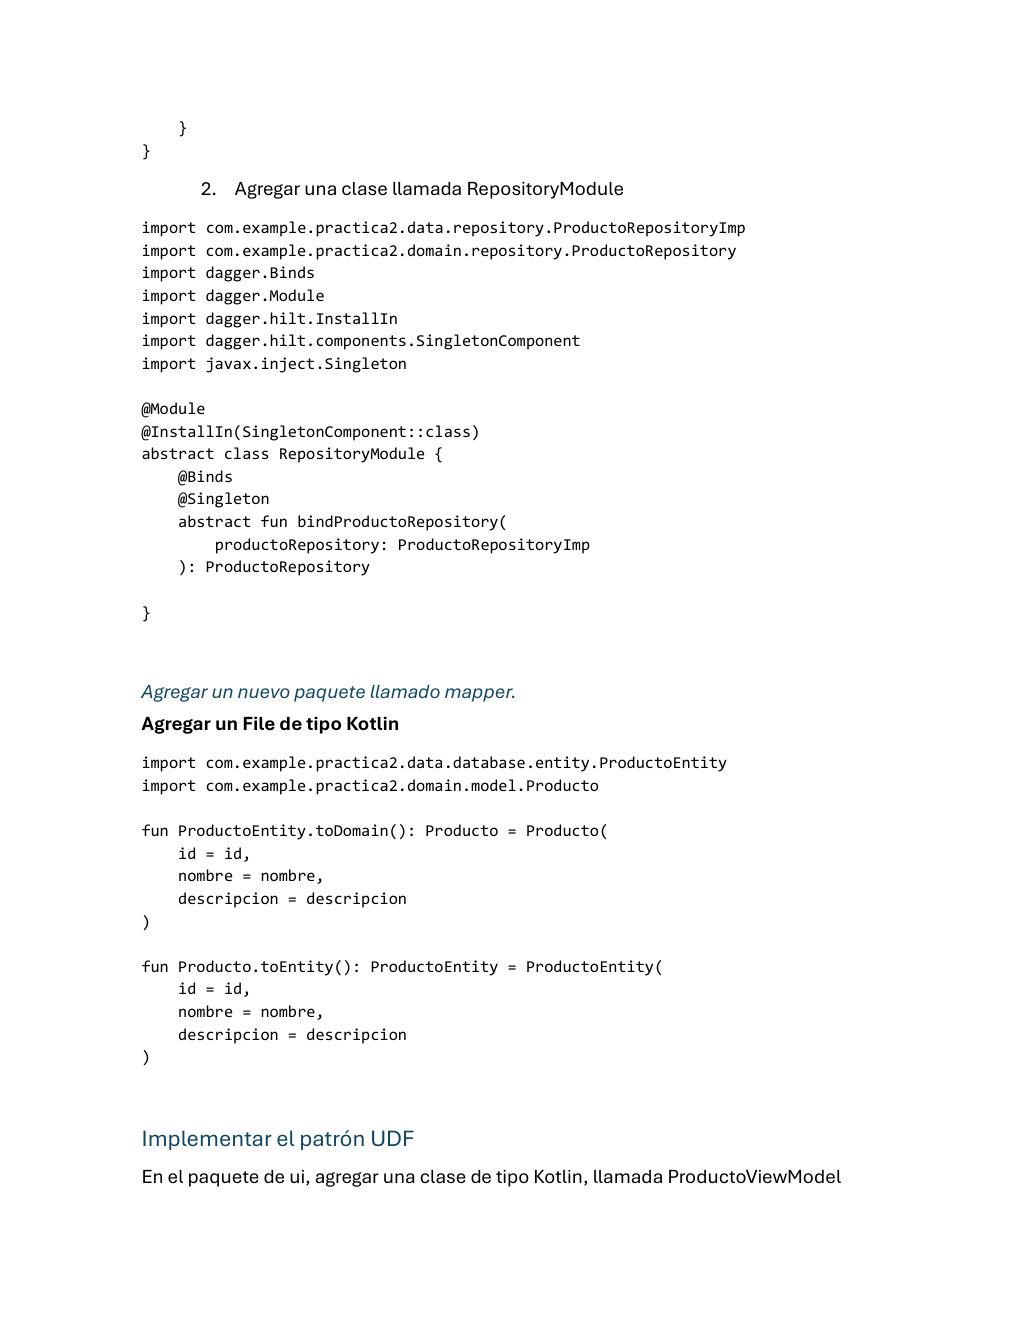 }
}
2. Agregar una clase llamada RepositoryModule
import com.example.practica2.data.repository.ProductoRepositoryImp
import com.example.practica2.domain.repository.ProductoRepository
import dagger.Binds
import dagger.Module
import dagger.hilt.InstallIn
import dagger.hilt.components.SingletonComponent
import javax.inject.Singleton

@Module
@InstallIn(SingletonComponent::class)
abstract class RepositoryModule {
    @Binds
    @Singleton
    abstract fun bindProductoRepository(
        productoRepository: ProductoRepositoryImp
    ): ProductoRepository

}

Agregar un nuevo paquete llamado mapper.
Agregar un File de tipo Kotlin
import com.example.practica2.data.database.entity.ProductoEntity
import com.example.practica2.domain.model.Producto

fun ProductoEntity.toDomain(): Producto = Producto(
    id = id,
    nombre = nombre,
    descripcion = descripcion
)

fun Producto.toEntity(): ProductoEntity = ProductoEntity(
    id = id,
    nombre = nombre,
    descripcion = descripcion
)

Implementar el patrón UDF
En el paquete de ui, agregar una clase de tipo Kotlin, llamada ProductoViewModel